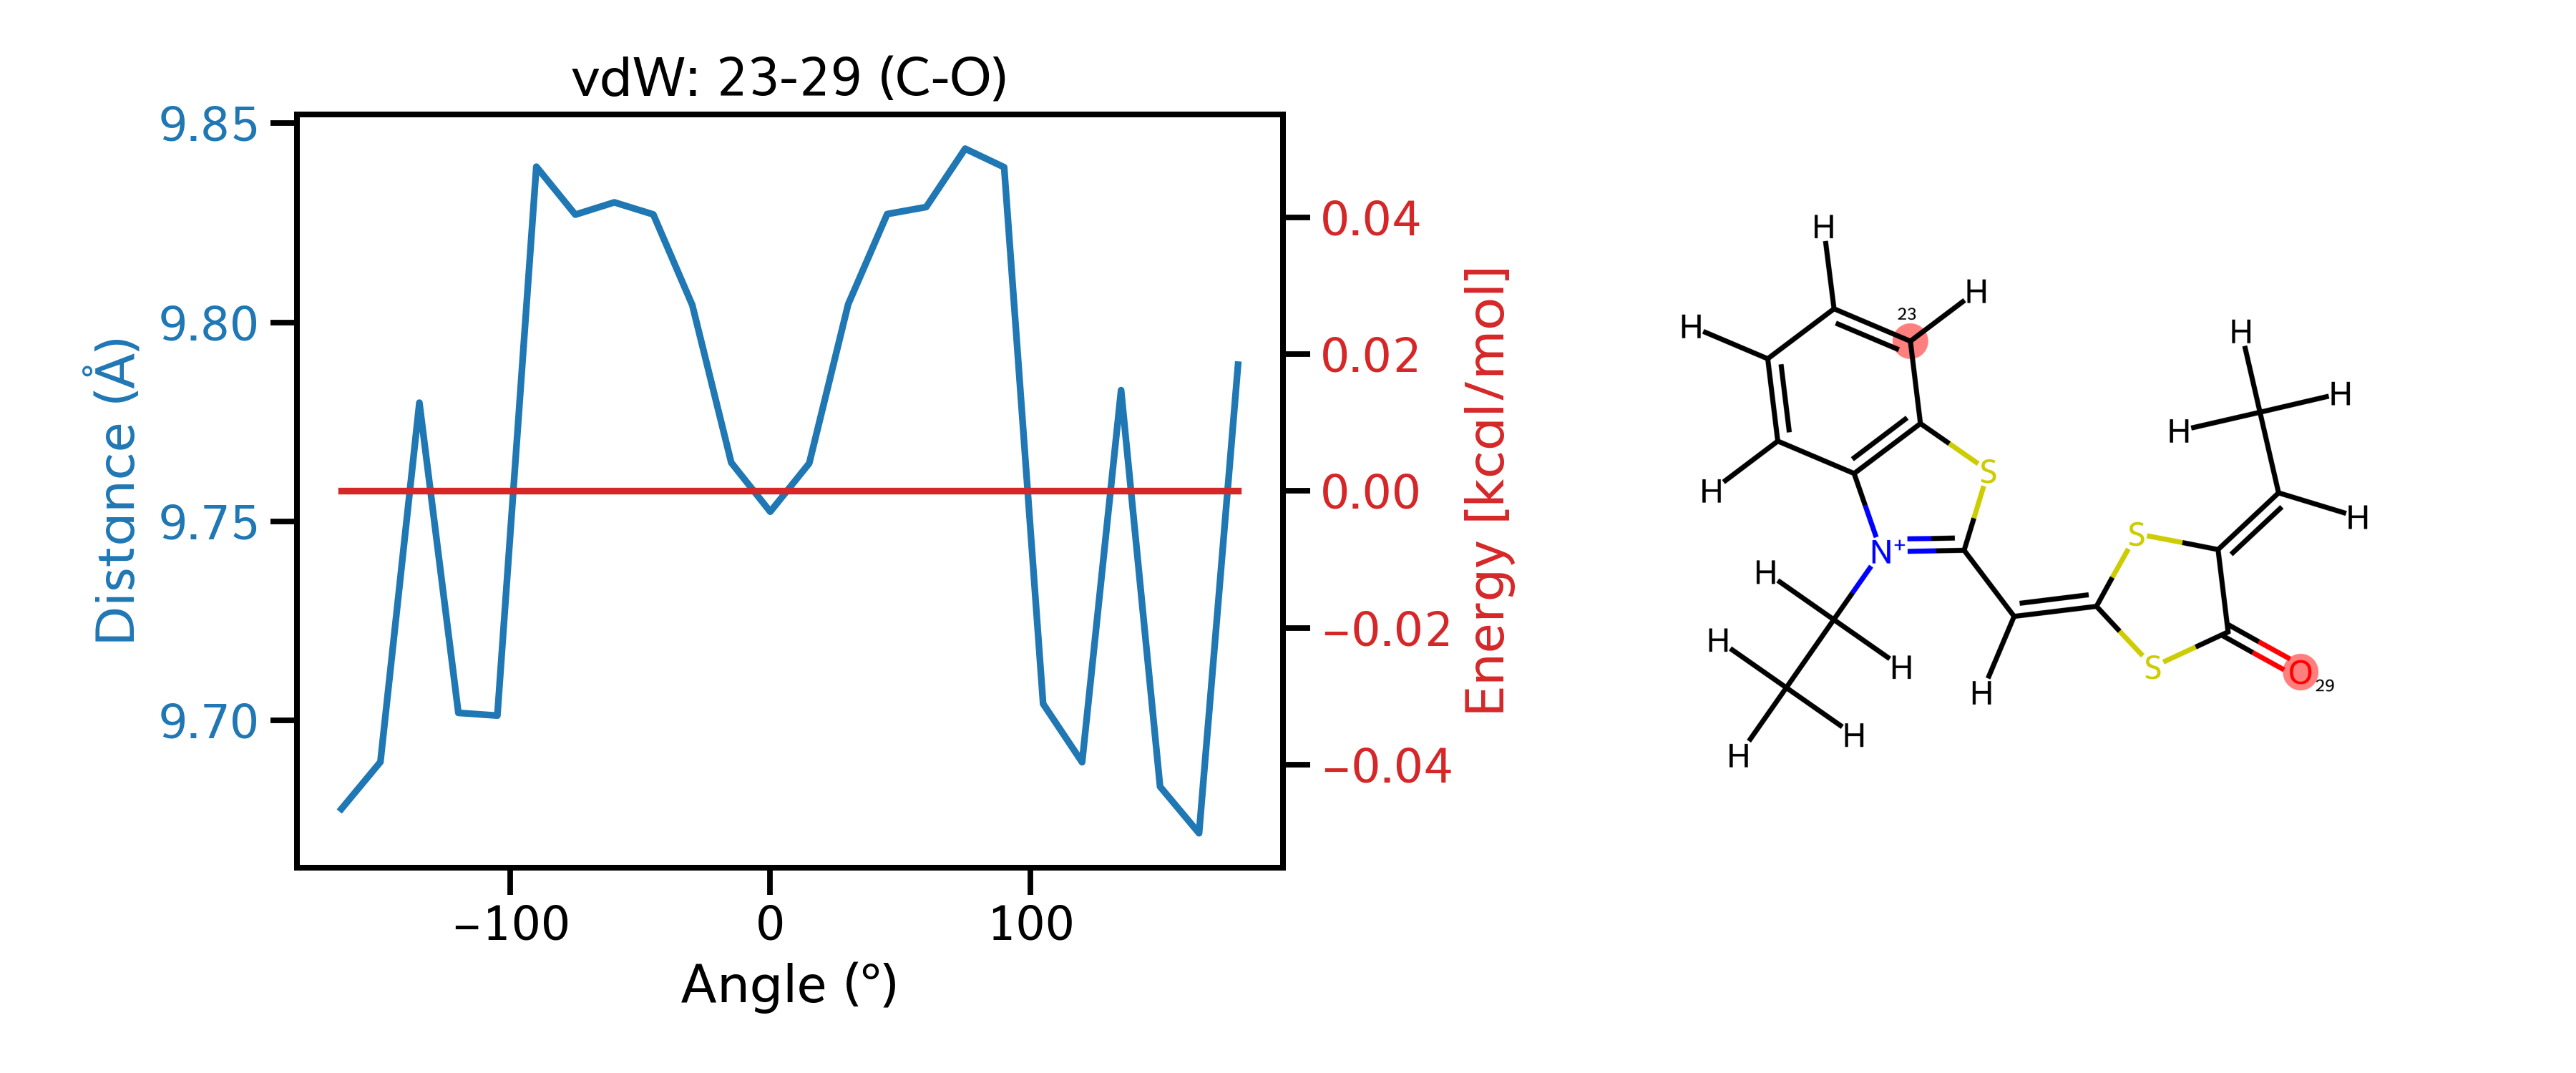 vdW: 23-29 (C-O)
9.85
9.80
9.75
9.70
Distance (Å)
−100
0
100
Angle (°)
0.04
0.02
0.00
−0.02
−0.04
Energy [kcal/mol]
H
H
23
H
H
H
H
H
H
S
H
S
N+
H
H
H
S
O 29
H
H
H